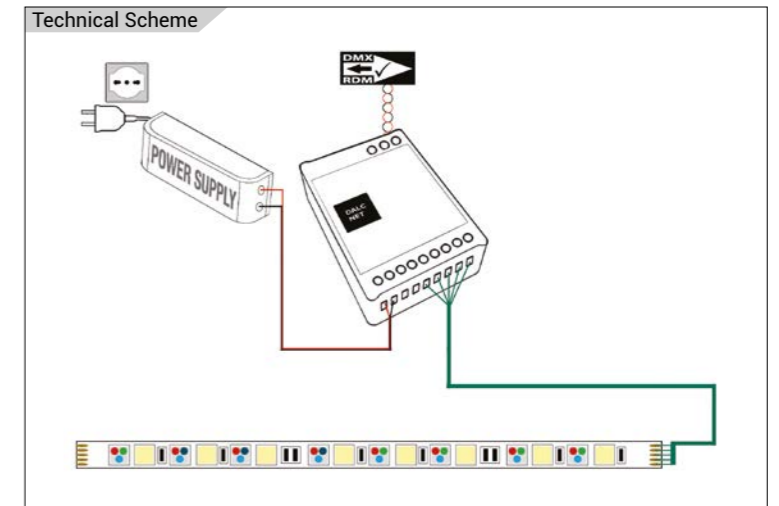 Technical Scheme
DMX
RDM
POWER SUPPLY
DALC
NET